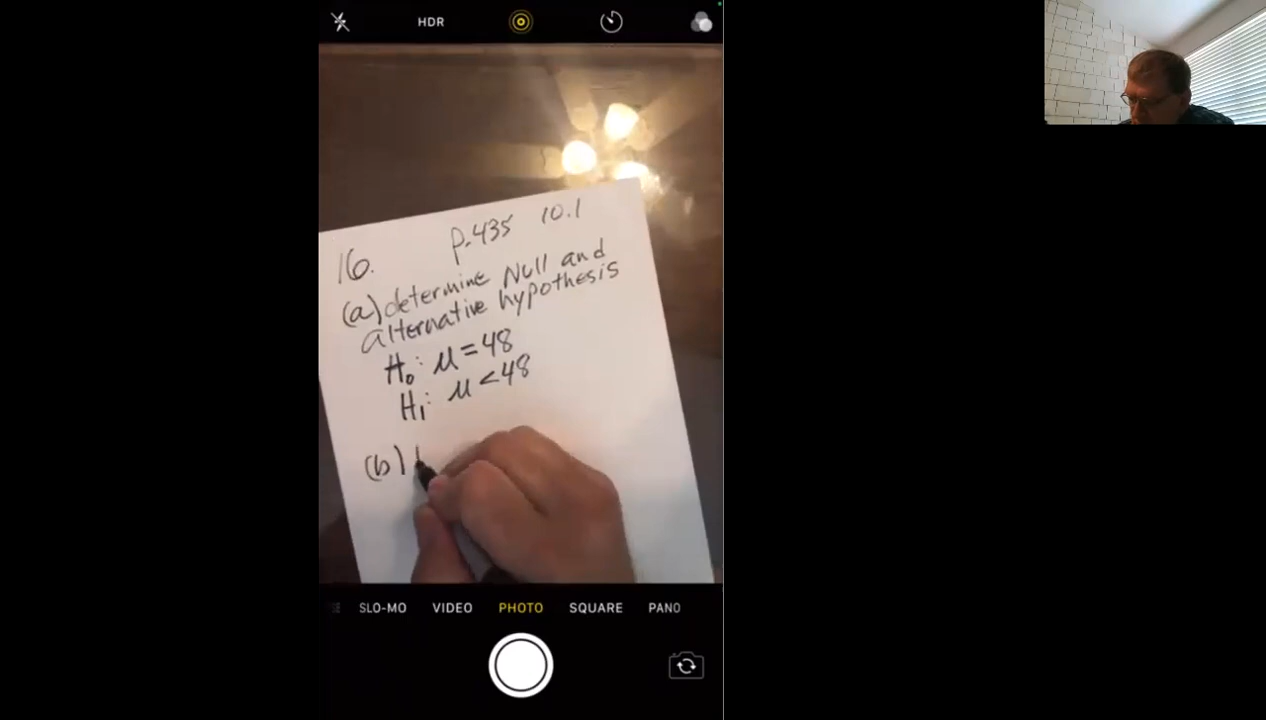 HDR
16. p.435 10.1
(a) determine Null and
alternative hypothesis
H₀: μ = 48
H₁: μ < 48
(b)
SLO-MO VIDEO PHOTO SQUARE PANO